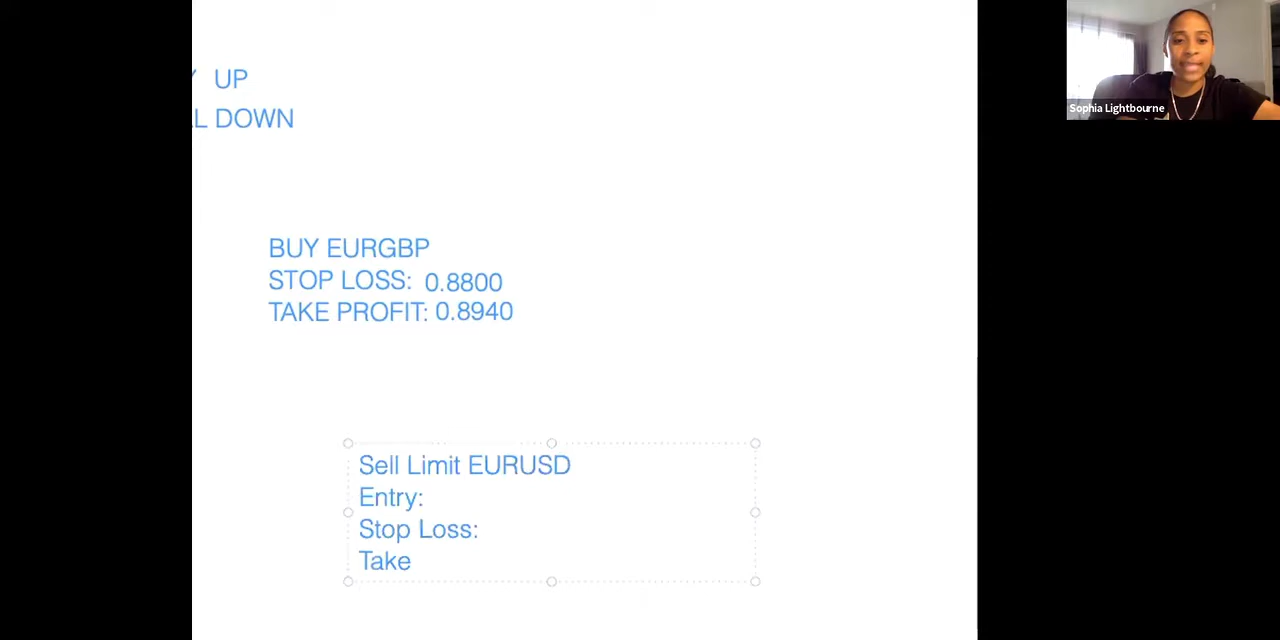 UP
DOWN
BUY EURGBP
STOP LOSS: 0.8800
TAKE PROFIT: 0.8940
Sell Limit EURUSD
Entry:
Stop Loss:
Take
Sophia Lightbourne